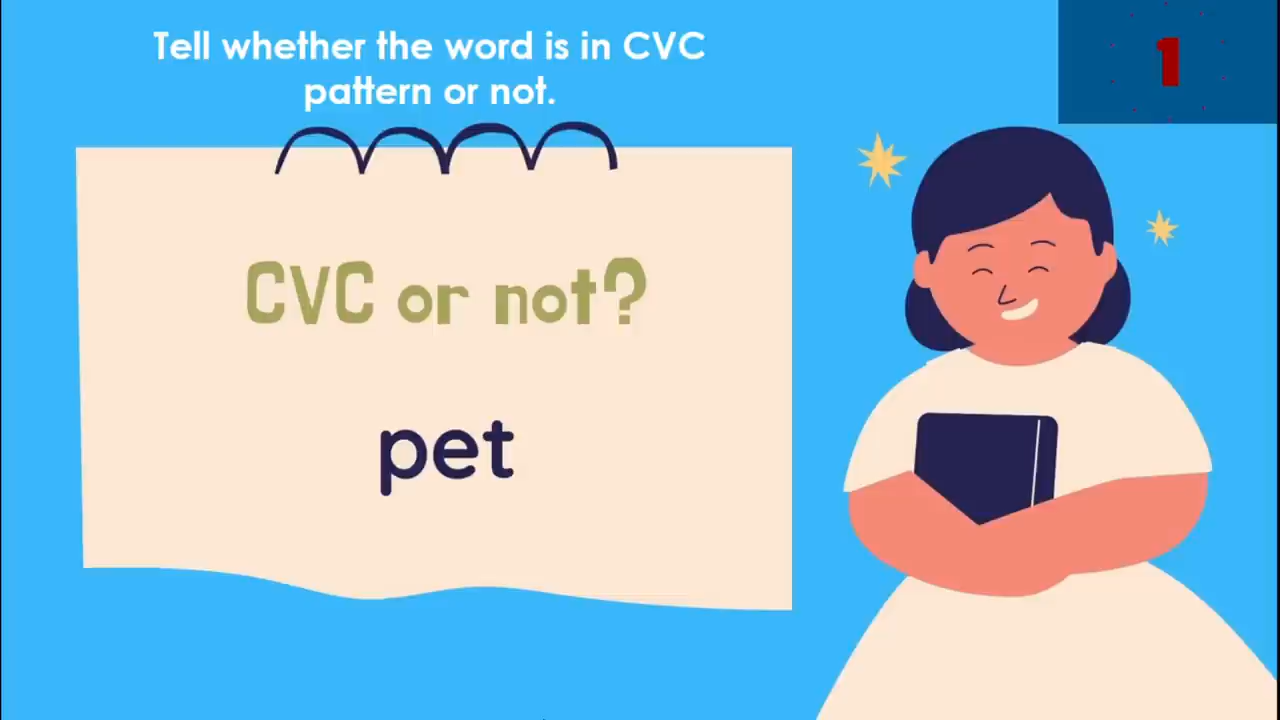 Tell whether the word is in CVC
pattern or not.
1
CVC or not?
pet